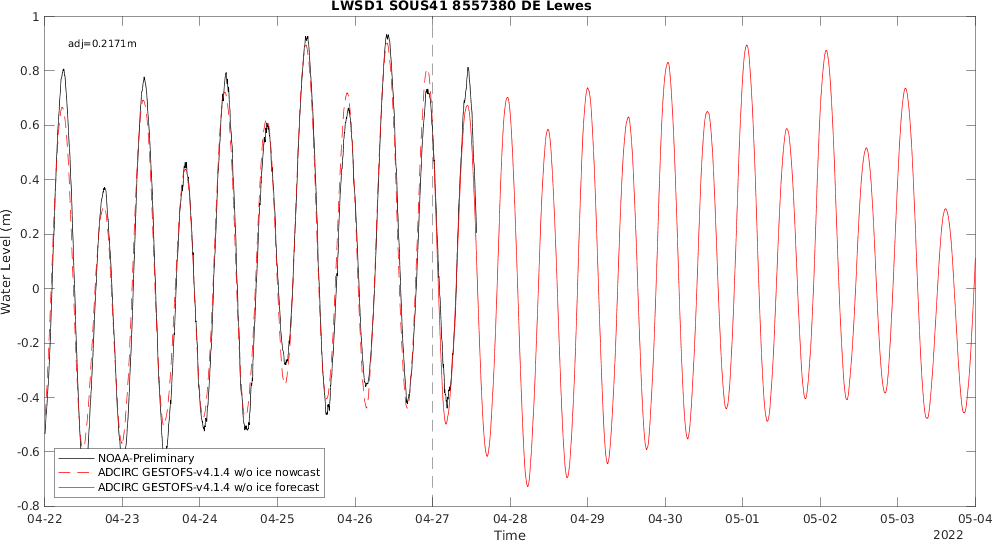 LWSD1 SOUS41 8557380 DE Lewes
adj=0.2171m
1
0.8
0.6
0.4
0.2
0
-0.2
-0.4
-0.6
-0.8
Water Level (m)
NOAA-Preliminary
ADCIRC GESTOFS-v4.1.4 w/o ice nowcast
ADCIRC GESTOFS-v4.1.4 w/o ice forecast
04-22 04-23 04-24 04-25 04-26 04-27 04-28 04-29 04-30 05-01 05-02 05-03 05-04
Time
2022